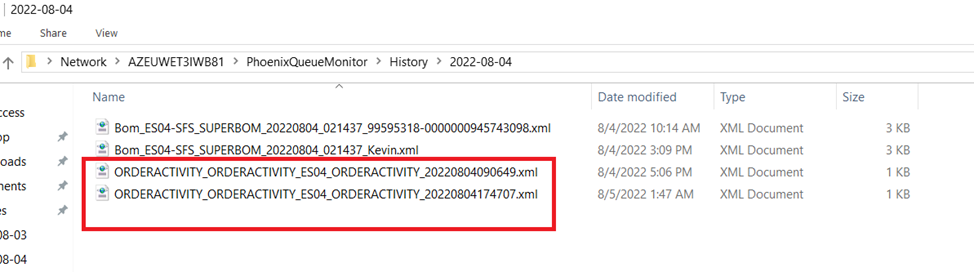 2022-08-04
me Share View
Network > AZEUWET3IWB81 > PhoenixQueueMonitor > History > 2022-08-04
Name Date modified Type Size
ccess
op
loads
ments
es
08-03
08-04
Bom_ES04-SFS_SUPERBOM_20220804_021437_99595318-0000000945743098.xml 8/4/2022 10:14 AM XML Document 3 KB
Bom_ES04-SFS_SUPERBOM_20220804_021437_Kevin.xml 8/4/2022 3:09 PM XML Document 3 KB
ORDERACTIVITY_ORDERACTIVITY_ES04_ORDERACTIVITY_20220804090649.xml 8/4/2022 5:06 PM XML Document 1 KB
ORDERACTIVITY_ORDERACTIVITY_ES04_ORDERACTIVITY_20220804174707.xml 8/5/2022 1:47 AM XML Document 1 KB